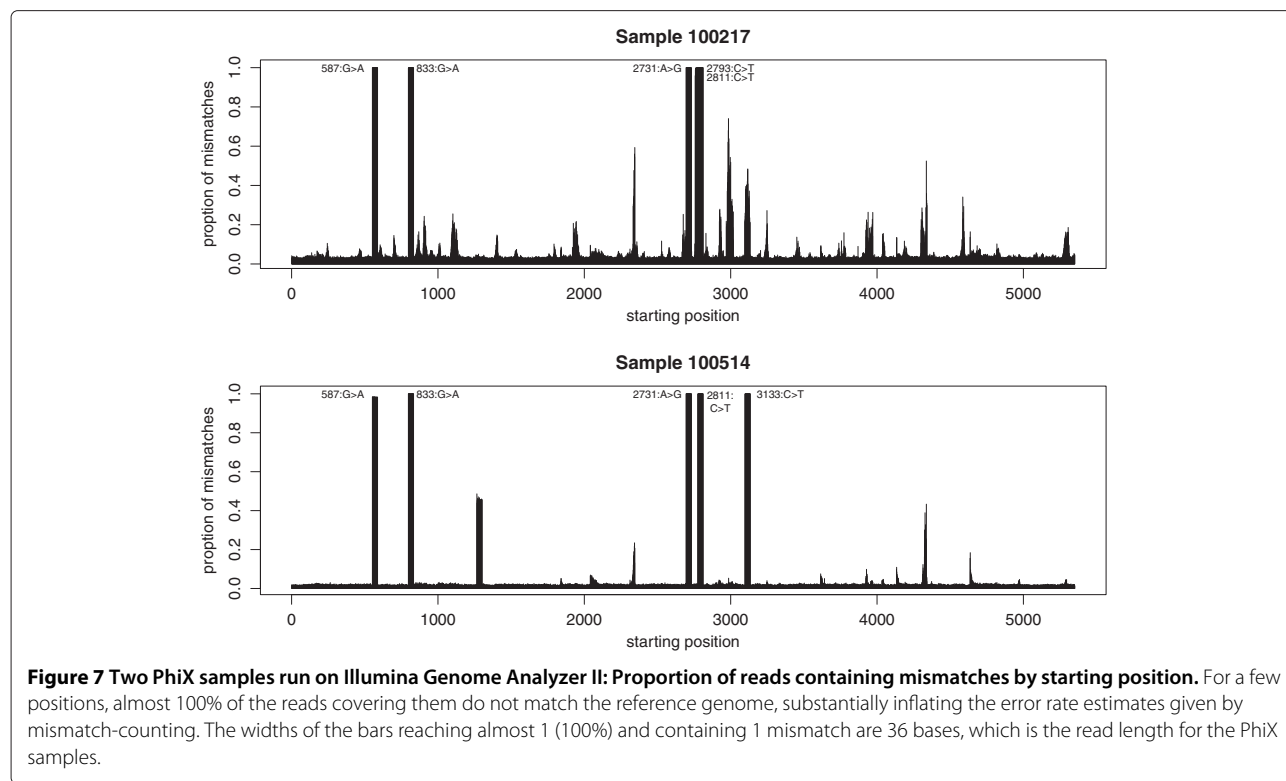 Sample 100217
587:G>A
833:G>A
2731:A>G
2793:C>T
2811:C>T
proption of mismatches
1.0
0.8
0.6
0.4
0.2
0.0
0 1000 2000 3000 4000 5000
starting position
Sample 100514
587:G>A
833:G>A
2731:A>G
2811:
C>T
3133:C>T
proption of mismatches
1.0
0.8
0.6
0.4
0.2
0.0
0 1000 2000 3000 4000 5000
starting position
Figure 7 Two PhiX samples run on Illumina Genome Analyzer II: Proportion of reads containing mismatches by starting position. For a few
positions, almost 100% of the reads covering them do not match the reference genome, substantially inflating the error rate estimates given by
mismatch-counting. The widths of the bars reaching almost 1 (100%) and containing 1 mismatch are 36 bases, which is the read length for the PhiX
samples.